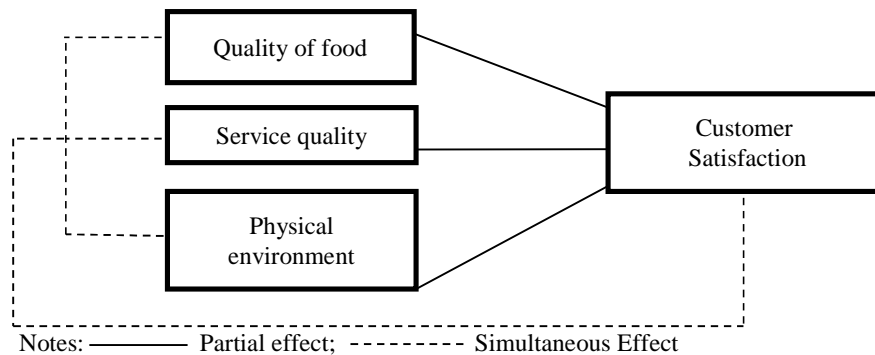 Quality of food
Service quality
Physical
environment
Customer
Satisfaction
Notes: Partial effect; Simultaneous Effect